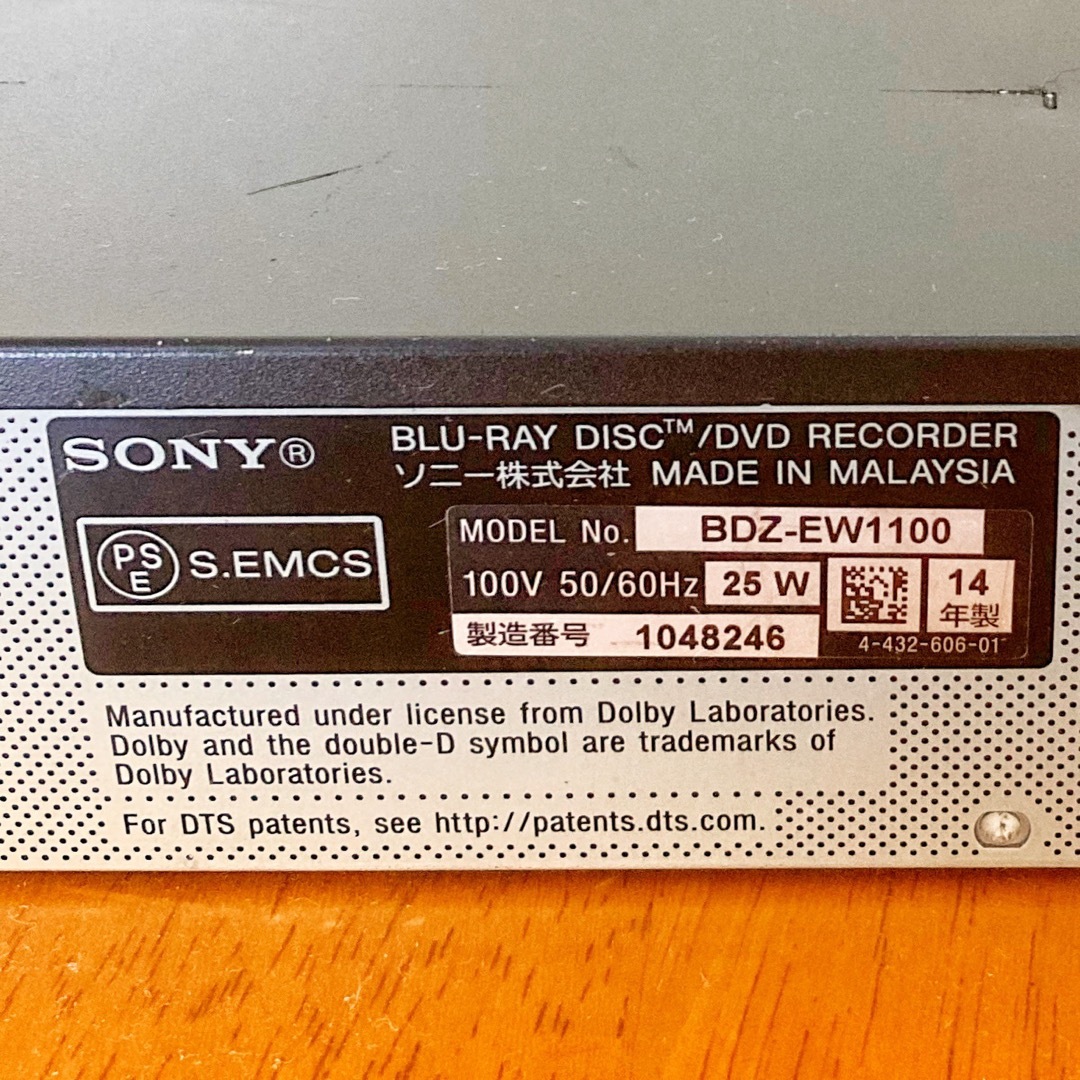 SONY®
BLU-RAY DISC™/DVD RECORDER
ソニー株式会社 MADE IN MALAYSIA
PSE S.EMCS
MODEL No. BDZ-EW1100
100V 50/60Hz 25 W
14年製
製造番号 1048246
4-432-606-01
Manufactured under license from Dolby Laboratories.
Dolby and the double-D symbol are trademarks of
Dolby Laboratories.
For DTS patents, see http://patents.dts.com.